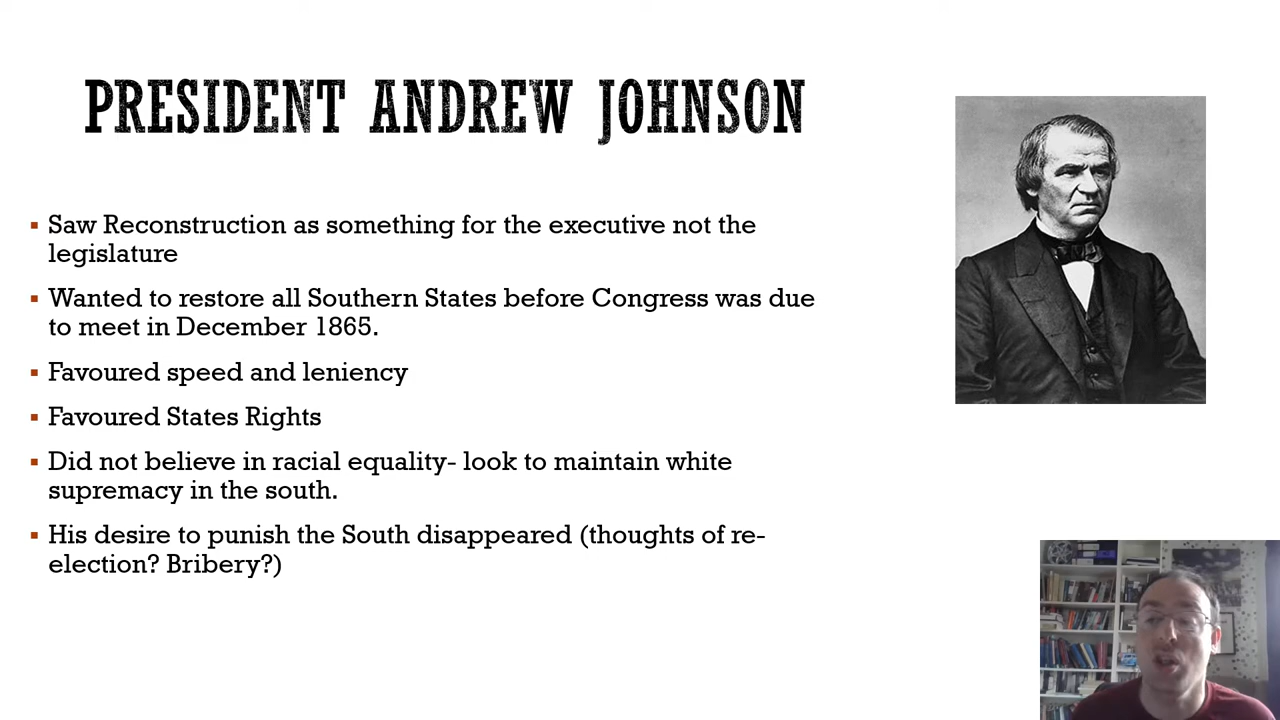 PRESIDENT ANDREW JOHNSON
Saw Reconstruction as something for the executive not the
legislature
Wanted to restore all Southern States before Congress was due
to meet in December 1865.
Favoured speed and leniency
Favoured States Rights
Did not believe in racial equality- look to maintain white
supremacy in the south.
His desire to punish the South disappeared (thoughts of re-
election? Bribery?)